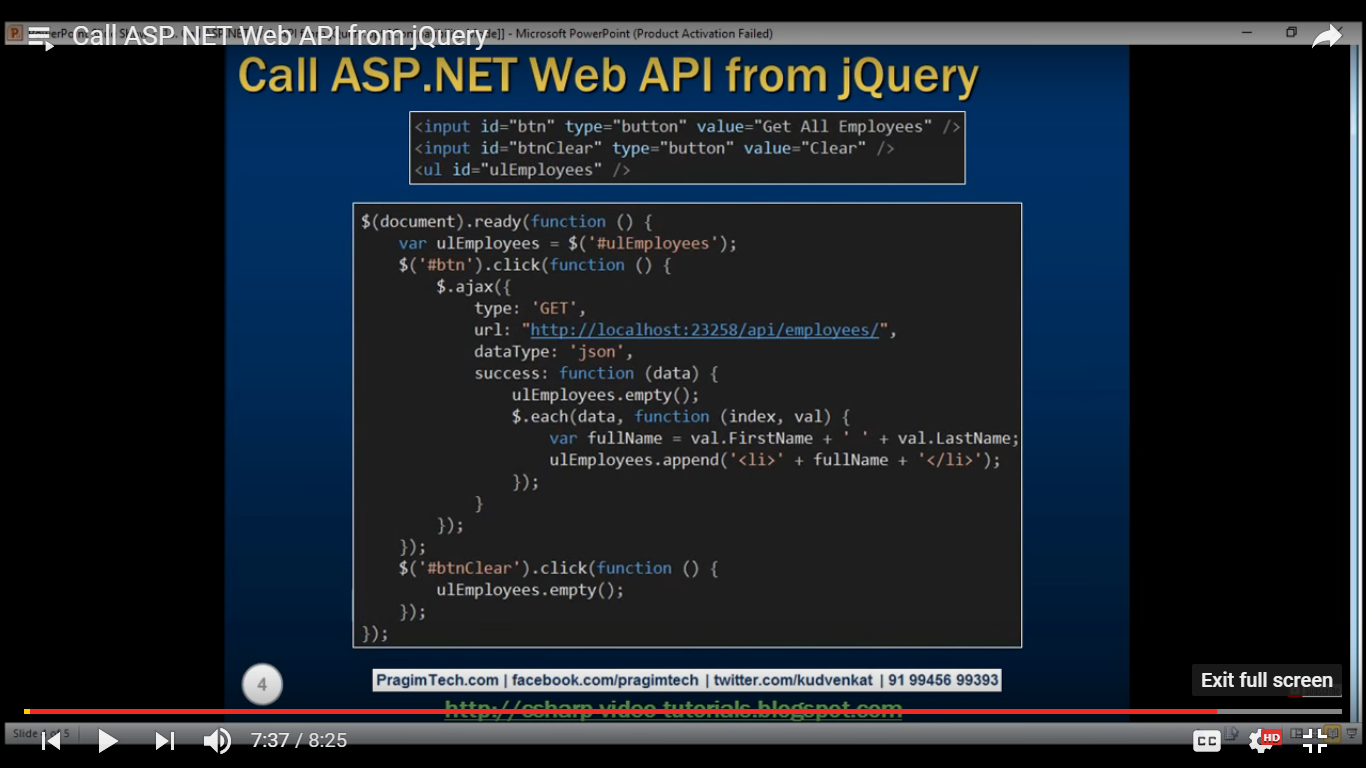 Call ASP NET Web API from jQuery
- Microsoft PowerPoint (Product Activation Failed)
Call ASP.NET Web API from jQuery
<input id="btn" type="button" value="Get All Employees" />
<input id="btnClear" type="button" value="Clear" />
<ul id="ulEmployees" />
$(document).ready(function () {
var ulEmployees = $('#ulEmployees');
$('#btn').click(function () {
$.ajax({
type: 'GET',
url: "http://localhost:23258/api/employees/",
dataType: 'json',
success: function (data) {
ulEmployees.empty();
$.each(data, function (index, val) {
var fullName = val.FirstName + ' ' + val.LastName;
ulEmployees.append('<li>' + fullName + '</li>');
});
}
});
});
$('#btnClear').click(function () {
ulEmployees.empty();
});
});
4
PragimTech.com | facebook.com/pragimtech | twitter.com/kudvenkat | 91 99456 99393
Exit full screen
http://csharp-video-tutorials.blogspot.com
Slide of 5
7:37 / 8:25
CC
HD